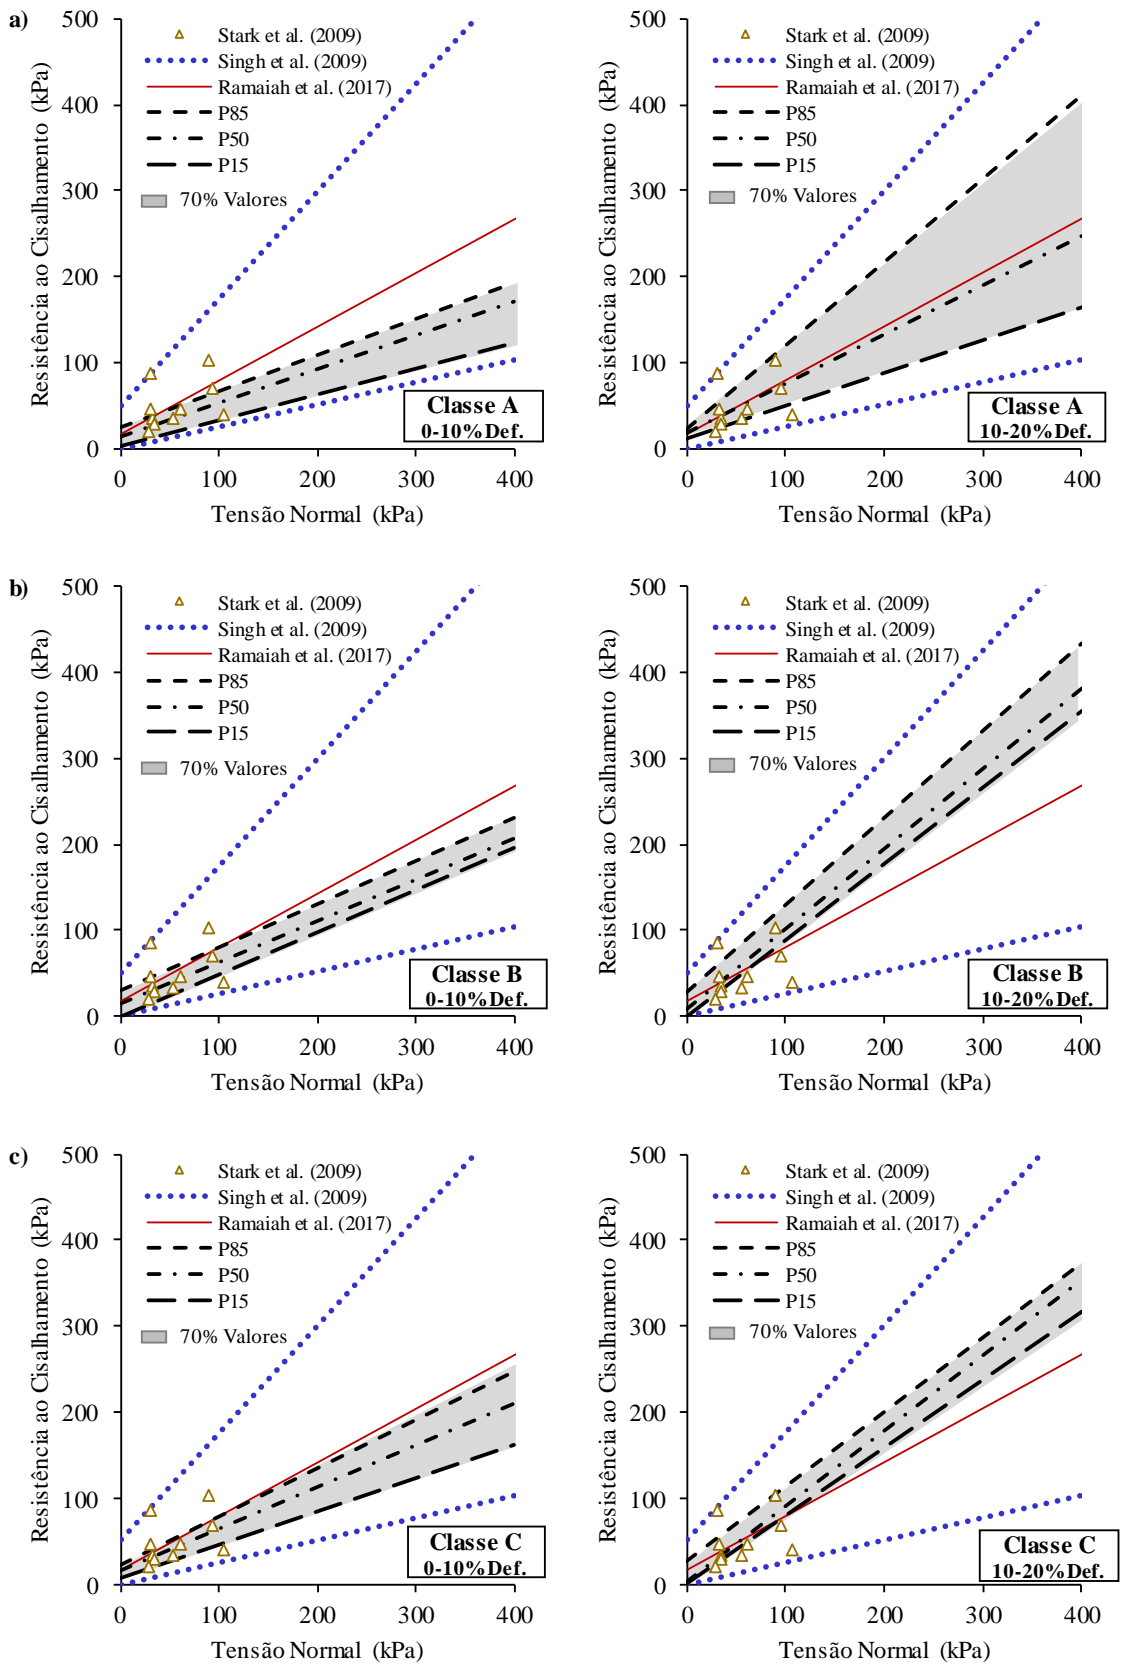 a)
500
400
300
200
100
0
Resistência ao Cisalhamento (kPa)
Stark et al. (2009)
Singh et al. (2009)
Ramaiah et al. (2017)
P85
P50
P15
70% Valores
Classe A
0-10%Def.
0 100 200 300 400
Tensão Normal (kPa)
500
400
300
200
100
0
Resistência ao Cisalhamento (kPa)
Stark et al. (2009)
Singh et al. (2009)
Ramaiah et al. (2017)
P85
P50
P15
70% Valores
Classe A
10-20%Def.
0 100 200 300 400
Tensão Normal (kPa)
b)
500
400
300
200
100
0
Resistência ao Cisalhamento (kPa)
Stark et al. (2009)
Singh et al. (2009)
Ramaiah et al. (2017)
P85
P50
P15
70% Valores
Classe B
0-10%Def.
0 100 200 300 400
Tensão Normal (kPa)
500
400
300
200
100
0
Resistência ao Cisalhamento (kPa)
Stark et al. (2009)
Singh et al. (2009)
Ramaiah et al. (2017)
P85
P50
P15
70% Valores
Classe B
10-20%Def.
0 100 200 300 400
Tensão Normal (kPa)
c)
500
400
300
200
100
0
Resistência ao Cisalhamento (kPa)
Stark et al. (2009)
Singh et al. (2009)
Ramaiah et al. (2017)
P85
P50
P15
70% Valores
Classe C
0-10%Def.
0 100 200 300 400
Tensão Normal (kPa)
500
400
300
200
100
0
Resistência ao Cisalhamento (kPa)
Stark et al. (2009)
Singh et al. (2009)
Ramaiah et al. (2017)
P85
P50
P15
70% Valores
Classe C
10-20%Def.
0 100 200 300 400
Tensão Normal (kPa)